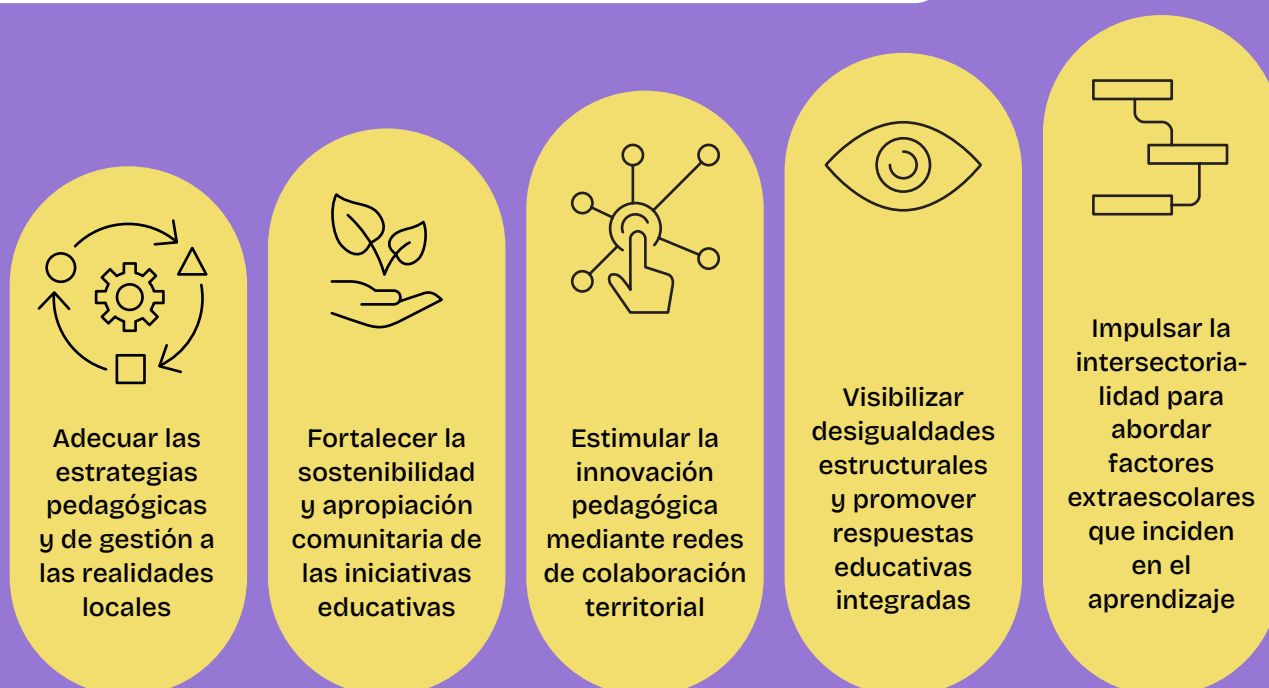 Adecuar las
estrategias
pedagógicas
y de gestión a
las realidades
locales
Fortalecer la
sostenibilidad
y apropiación
comunitaria de
las iniciativas
educativas
Estimular la
innovación
pedagógica
mediante redes
de colaboración
territorial
Visibilizar
desigualdades
estructurales
y promover
respuestas
educativas
integradas
Impulsar la
intersectoria-
lidad para
abordar
factores
extraescolares
que inciden
en el
aprendizaje